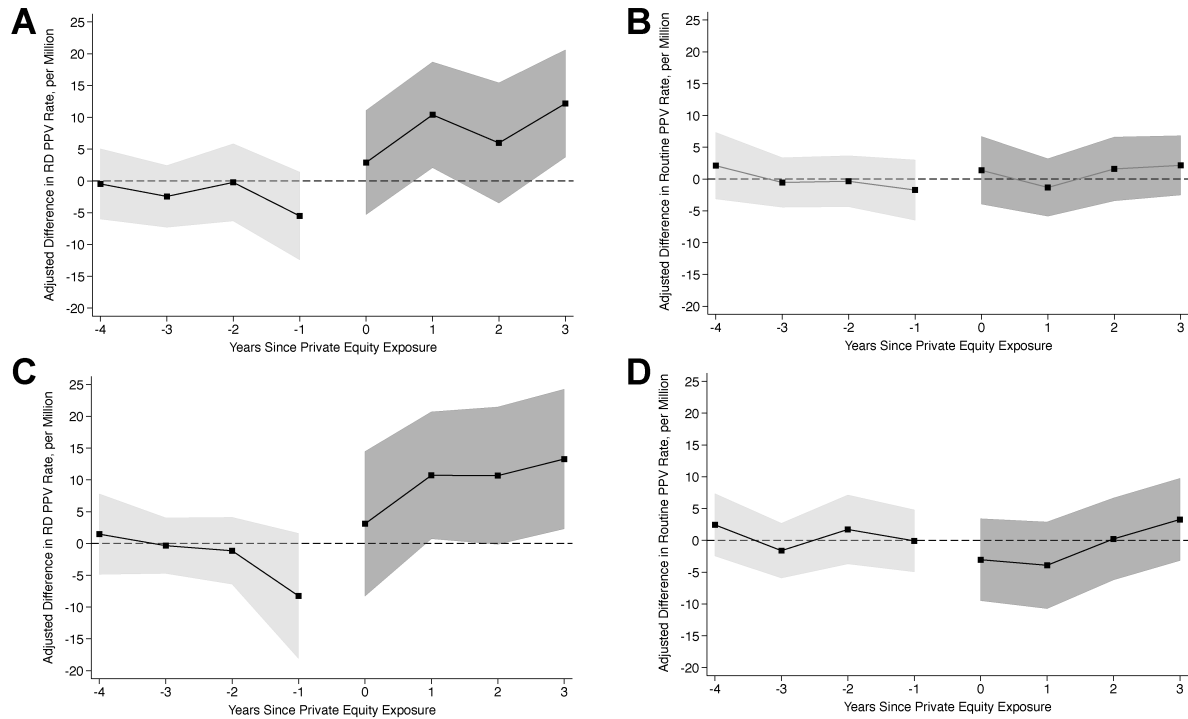 A
Adjusted Difference in RD PPV Rate, per Million
25
20
15
10
5
0
-5
-10
-15
-20
-4 -3 -2 -1 0 1 2 3
Years Since Private Equity Exposure
B
Adjusted Difference in Routine PPV Rate, per Million
25
20
15
10
5
0
-5
-10
-15
-20
-4 -3 -2 -1 0 1 2 3
Years Since Private Equity Exposure
C
Adjusted Difference in RD PPV Rate, per Million
25
20
15
10
5
0
-5
-10
-15
-20
-4 -3 -2 -1 0 1 2 3
Years Since Private Equity Exposure
D
Adjusted Difference in Routine PPV Rate, per Million
25
20
15
10
5
0
-5
-10
-15
-20
-4 -3 -2 -1 0 1 2 3
Years Since Private Equity Exposure